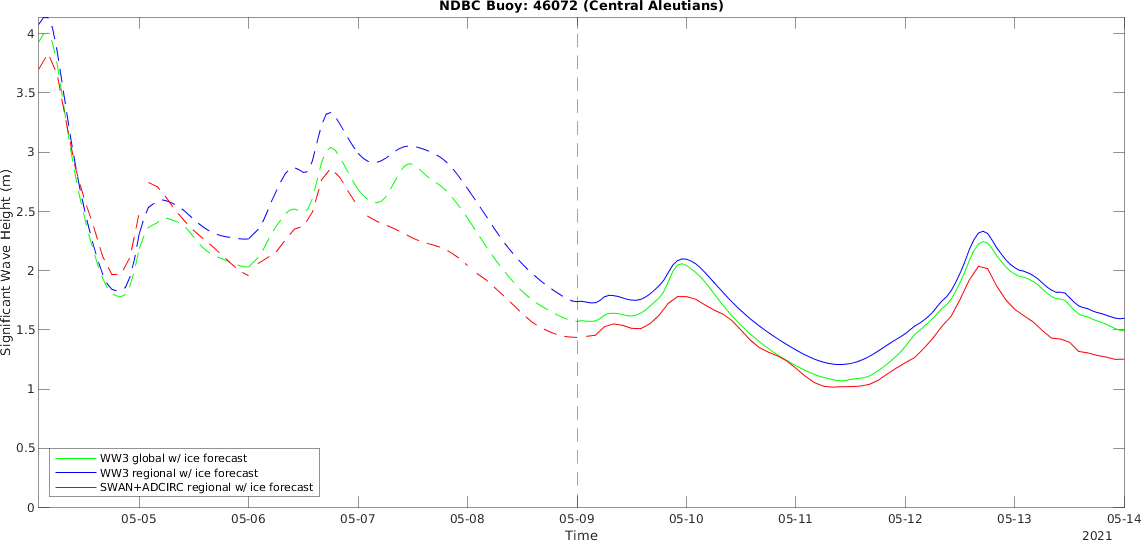 NDBC Buoy: 46072 (Central Aleutians)
4
3.5
3
2.5
2
1.5
1
0.5
0
Significant Wave Height (m)
WW3 global w/ ice forecast
WW3 regional w/ ice forecast
SWAN+ADCIRC regional w/ ice forecast
05-05 05-06 05-07 05-08 05-09 05-10 05-11 05-12 05-13 05-14
Time
2021